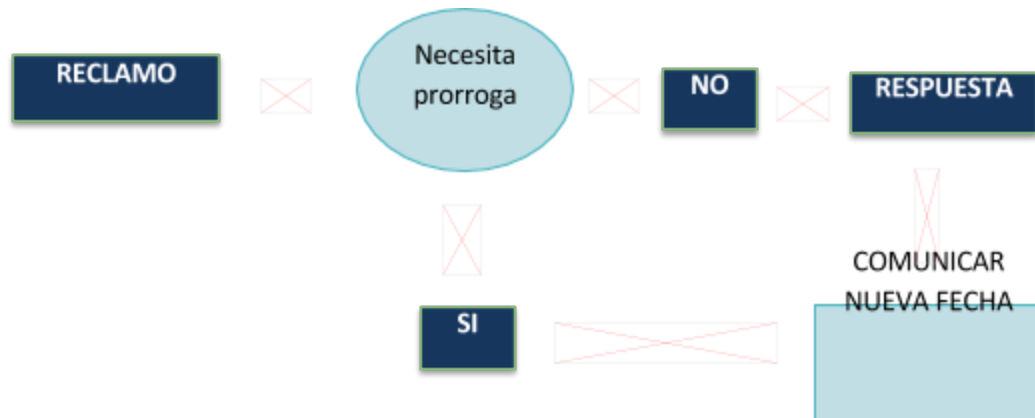 RECLAMO
Necesita
prorroga
NO
RESPUESTA
SI
COMUNICAR
NUEVA FECHA